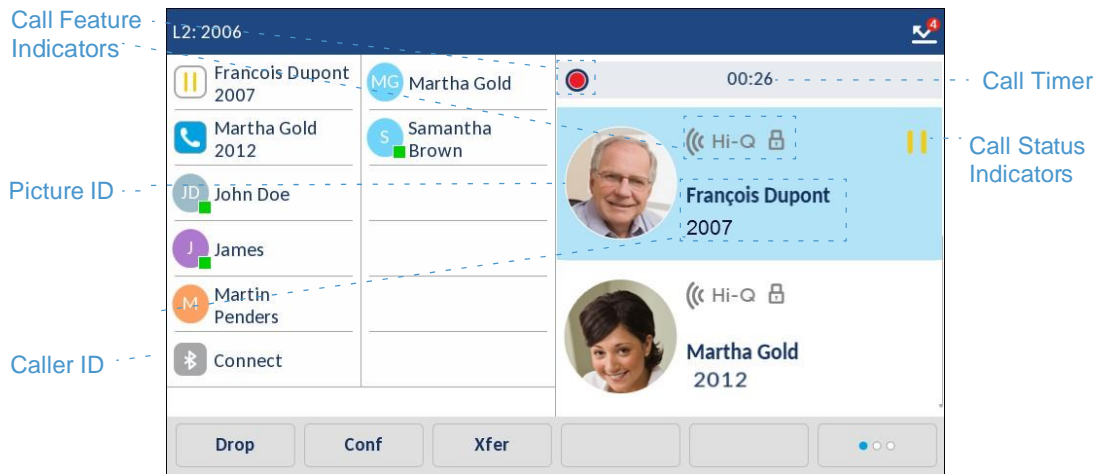 Call Feature
Indicators
Picture ID
Caller ID
L2: 2006
4
Francois Dupont
2007
Martha Gold
2012
JD John Doe
J James
M Martin
Penders
Connect
MG Martha Gold
S Samantha
Brown
00:26
Hi-Q
François Dupont
2007
Hi-Q
Martha Gold
2012
Drop Conf Xfer
Call Timer
Call Status
Indicators